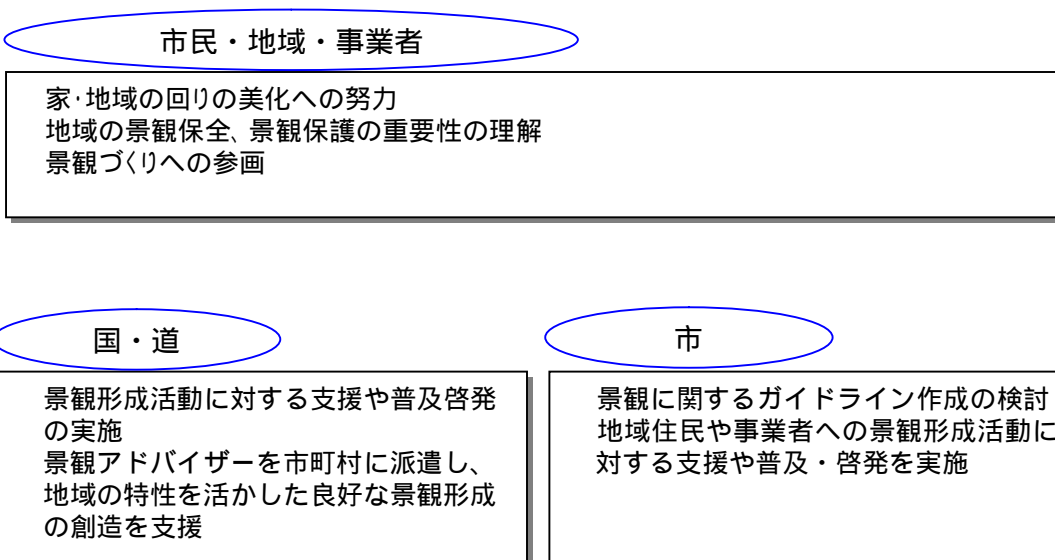 市民・地域・事業者
家・地域の回りの美化への努力
地域の景観保全、景観保護の重要性の理解
景観づくりへの参画
国・道
景観形成活動に対する支援や普及啓発
の実施
景観アドバイザーを市町村に派遣し、
地域の特性を活かした良好な景観形成
の創造を支援
市
景観に関するガイドライン作成の検討
地域住民や事業者への景観形成活動に
対する支援や普及・啓発を実施